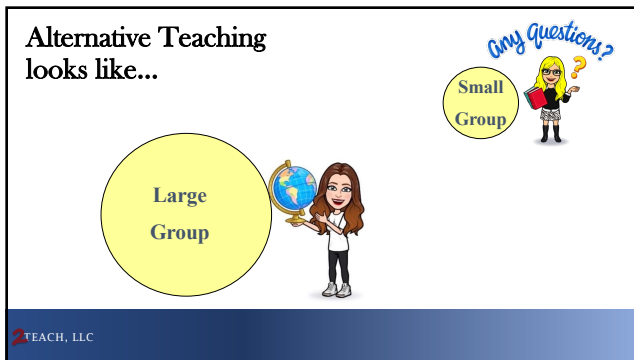 Alternative Teaching
looks like...
any questions?
Small
Group
Large
Group
2TEACH, LLC